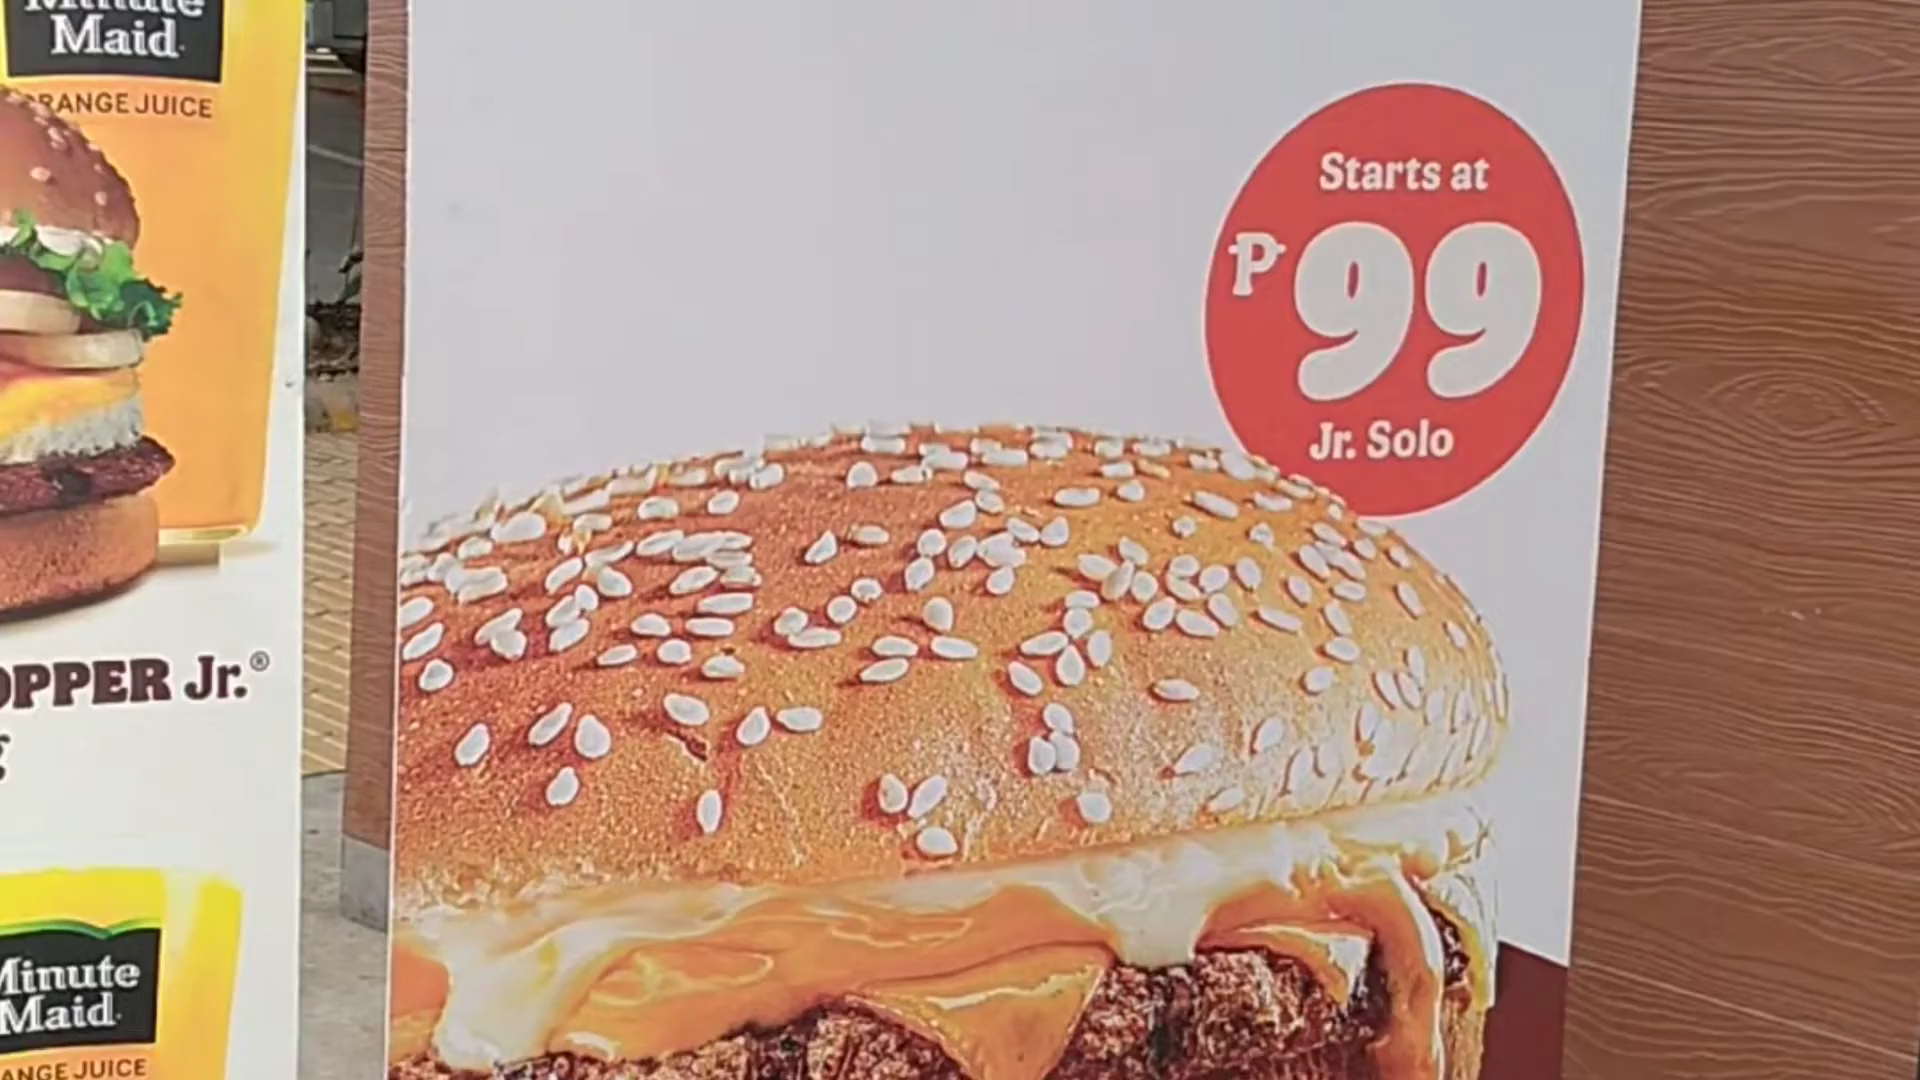 Minute
Maid
ORANGE JUICE
OPPER Jr.®
Minute
Maid
ANGE JUICE
Starts at
₱99
Jr. Solo